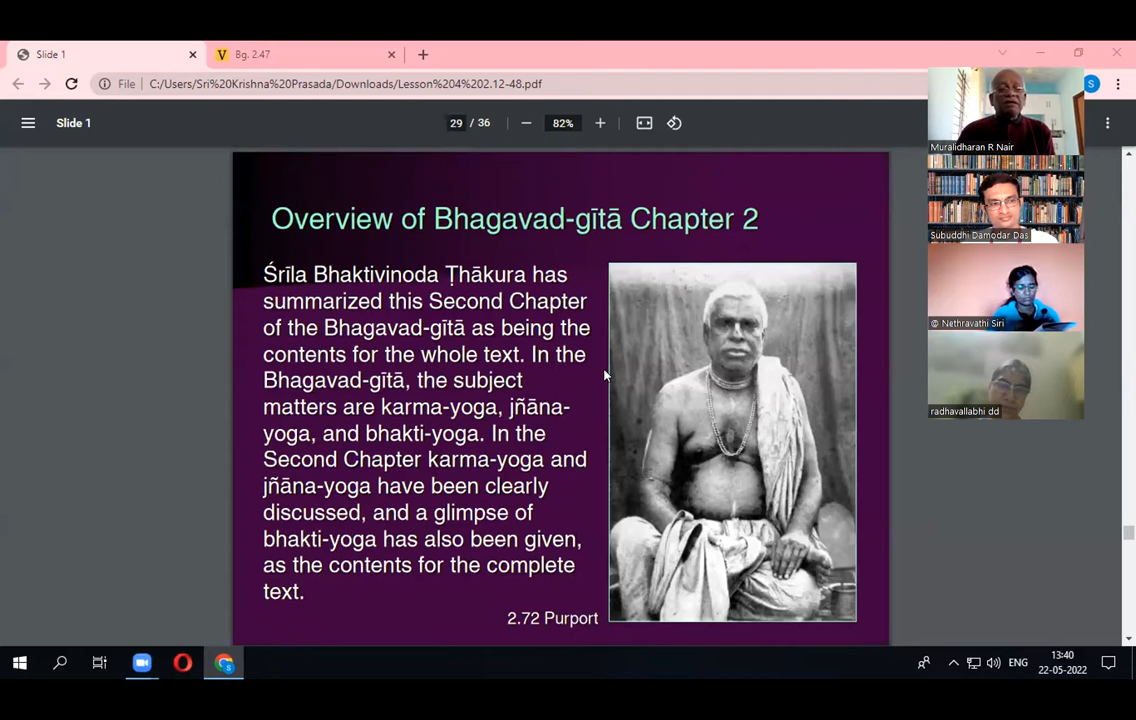 Slide 1
Bg. 2.47
File
C:/Users/Sri%20Krishna%20Prasada/Downloads/Lesson%204%202.12-48.pdf
S
Slide 1
29 / 36
82%
Muralidharan R Nair
Subuddhi Damodar Das
@ Nethravathi Siri
radhavallabhi dd
Overview of Bhagavad-gītā Chapter 2
Śrīla Bhaktivinoda Ṭhākura has
summarized this Second Chapter
of the Bhagavad-gītā as being the
contents for the whole text. In the
Bhagavad-gītā, the subject
matters are karma-yoga, jñāna-
yoga, and bhakti-yoga. In the
Second Chapter karma-yoga and
jñāna-yoga have been clearly
discussed, and a glimpse of
bhakti-yoga has also been given,
as the contents for the complete
text.
2.72 Purport
ENG
13:40
22-05-2022